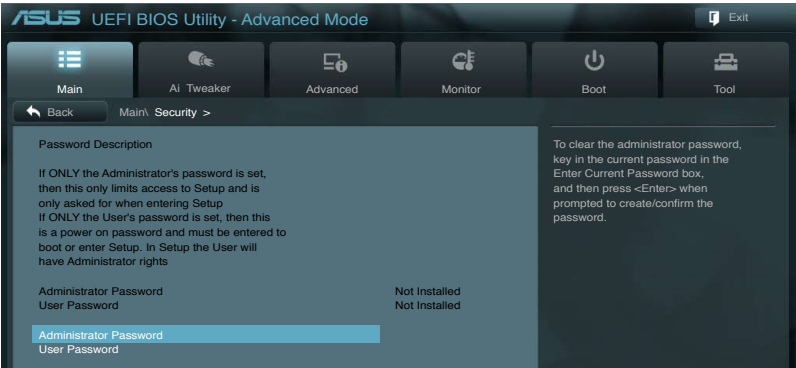 ASUS UEFI BIOS Utility - Advanced Mode
Exit
Main
Ai Tweaker
Advanced
Monitor
Boot
Tool
Back
Main\ Security >
Password Description
If ONLY the Administrator's password is set,
then this only limits access to Setup and is
only asked for when entering Setup
If ONLY the User's password is set, then this
is a power on password and must be entered to
boot or enter Setup. In Setup the User will
have Administrator rights
Administrator Password Not Installed
User Password Not Installed
Administrator Password
User Password
To clear the administrator password,
key in the current password in the
Enter Current Password box,
and then press <Enter> when
prompted to create/confirm the
password.